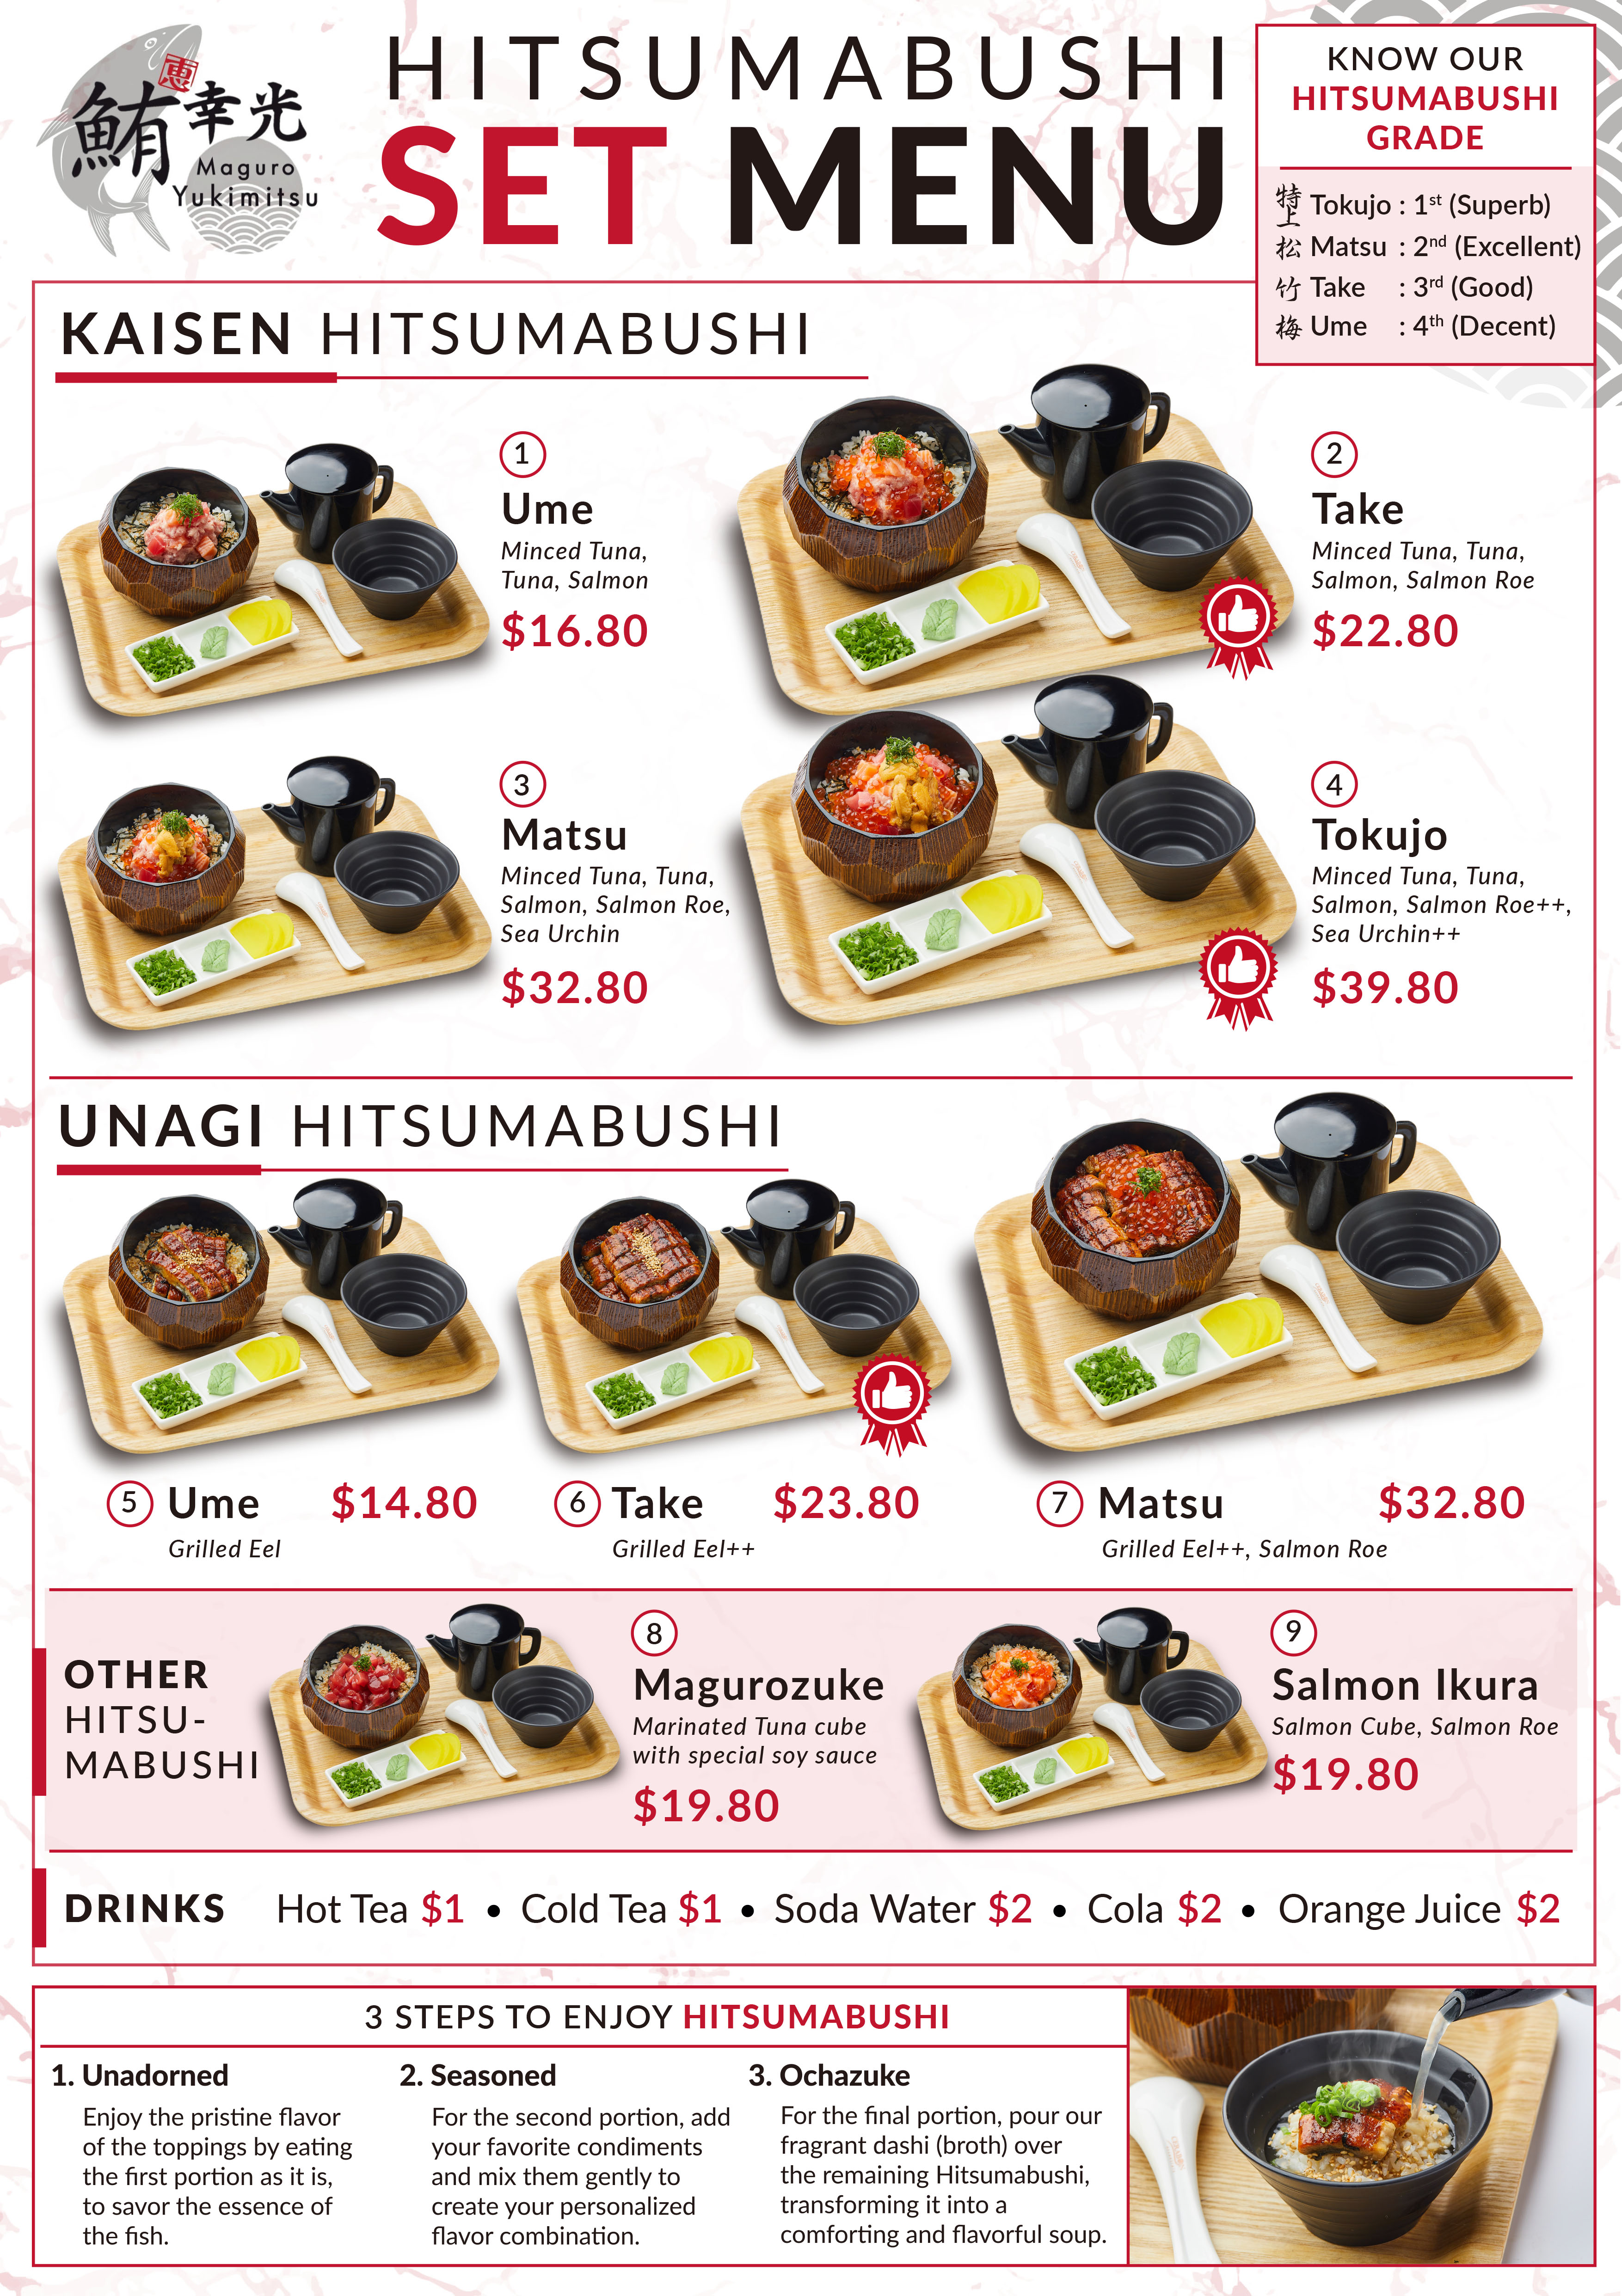 恵
鮪幸光
Maguro
Yukimitsu
HITSUMABUSHI
SET MENU
KNOW OUR
HITSUMABUSHI
GRADE
特上 Tokujo : 1st (Superb)
松 Matsu : 2nd (Excellent)
竹 Take : 3rd (Good)
梅 Ume : 4th (Decent)
KAISEN HITSUMABUSHI
1
Ume
Minced Tuna,
Tuna, Salmon
$16.80
2
Take
Minced Tuna, Tuna,
Salmon, Salmon Roe
$22.80
3
Matsu
Minced Tuna, Tuna,
Salmon, Salmon Roe,
Sea Urchin
$32.80
4
Tokujo
Minced Tuna, Tuna,
Salmon, Salmon Roe++,
Sea Urchin++
$39.80
UNAGI HITSUMABUSHI
5 Ume $14.80
Grilled Eel
6 Take $23.80
Grilled Eel++
7 Matsu $32.80
Grilled Eel++, Salmon Roe
OTHER
HITSU-
MABUSHI
8
Magurozuke
Marinated Tuna cube
with special soy sauce
$19.80
9
Salmon Ikura
Salmon Cube, Salmon Roe
$19.80
DRINKS Hot Tea $1 • Cold Tea $1 • Soda Water $2 • Cola $2 • Orange Juice $2
3 STEPS TO ENJOY HITSUMABUSHI
1. Unadorned
Enjoy the pristine flavor
of the toppings by eating
the first portion as it is,
to savor the essence of
the fish.
2. Seasoned
For the second portion, add
your favorite condiments
and mix them gently to
create your personalized
flavor combination.
3. Ochazuke
For the final portion, pour our
fragrant dashi (broth) over
the remaining Hitsumabushi,
transforming it into a
comforting and flavorful soup.